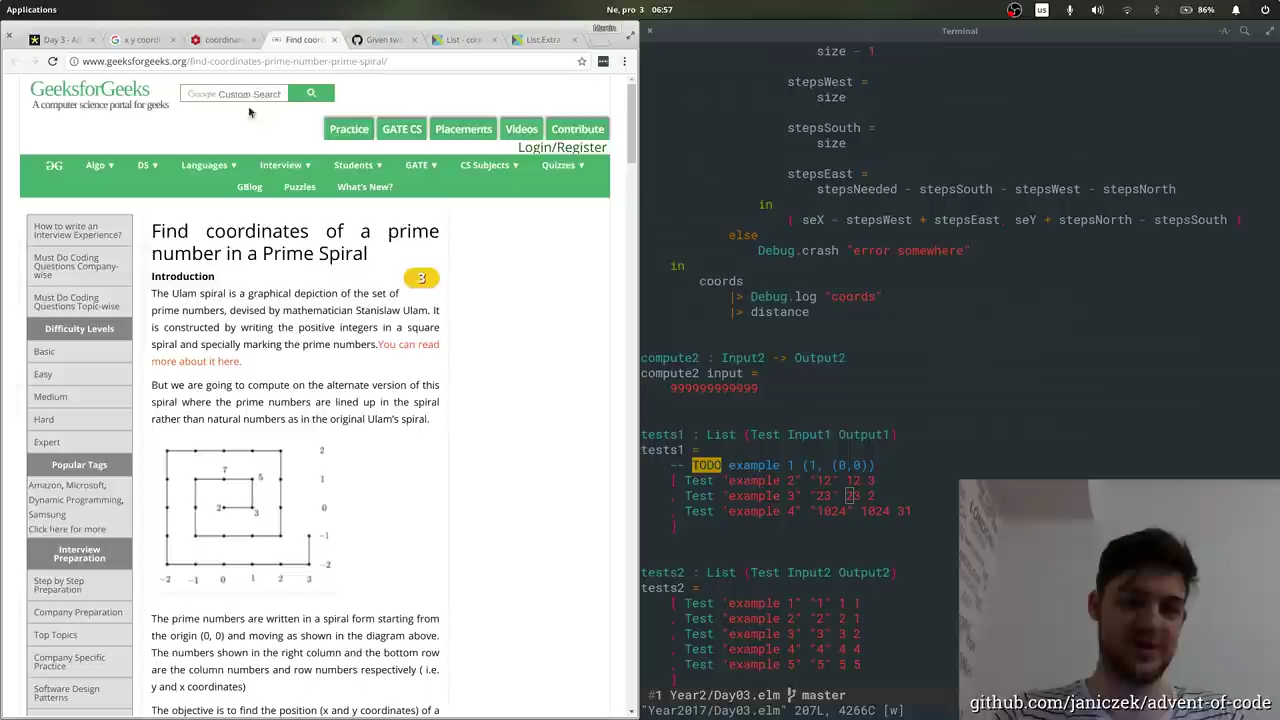 Applications
Ne, pro 3 06:57
us
86%
Day 3 -
x y coordi
coordinat
Find coor
Given two
List - core
List.Extra
Martin
www.geeksforgeeks.org/find-coordinates-prime-number-prime-spiral/
GeeksforGeeks
A computer science portal for geeks
Google Custom Search
Practice GATE CS Placements Videos Contribute
Login/Register
Algo ▾ DS ▾ Languages ▾ Interview ▾ Students ▾ GATE ▾ CS Subjects ▾ Quizzes ▾
GBlog Puzzles What's New?
How to write an
Interview Experience?
Must Do Coding
Questions Company-
wise
Must Do Coding
Questions Topic-wise
Difficulty Levels
Basic
Easy
Medium
Hard
Expert
Popular Tags
Amazon, Microsoft,
Dynamic Programming,
Samsung
Click here for more
Interview
Preparation
Step by Step
Preparation
Company Preparation
Top Topics
Company Specific
Practice
Software Design
Patterns
Find coordinates of a prime
number in a Prime Spiral
Introduction
3
The Ulam spiral is a graphical depiction of the set of
prime numbers, devised by mathematician Stanislaw Ulam. It
is constructed by writing the positive integers in a square
spiral and specially marking the prime numbers.You can read
more about it here.
But we are going to compute on the alternate version of this
spiral where the prime numbers are lined up in the spiral
rather than natural numbers as in the original Ulam's spiral.
2
7 5 1
2 3 0
-1
-2
-2 -1 0 1 2 3
The prime numbers are written in a spiral form starting from
the origin (0, 0) and moving as shown in the diagram above.
The numbers shown in the right column and the bottom row
are the column numbers and row numbers respectively ( i.e.
y and x coordinates)
The objective is to find the position (x and y coordinates) of a
Terminal
size - 1
stepsWest =
size
stepsSouth =
size
stepsEast =
stepsNeeded - stepsSouth - stepsWest - stepsNorth
in
( seX - stepsWest + stepsEast, seY + stepsNorth - stepsSouth )
else
Debug.crash "error somewhere"
in
coords
|> Debug.log "coords"
|> distance
compute2 : Input2 -> Output2
compute2 input =
999999999999
tests1 : List (Test Input1 Output1)
tests1 =
-- TODO example 1 (1, (0,0))
[ Test "example 2" "12" 12 3
, Test "example 3" "23" 23 2
, Test "example 4" "1024" 1024 31
]
tests2 : List (Test Input2 Output2)
tests2 =
[ Test "example 1" "1" 1 1
, Test "example 2" "2" 2 1
, Test "example 3" "3" 3 2
, Test "example 4" "4" 4 4
, Test "example 5" "5" 5 5
]
#1 Year2/Day03.elm master
"Year2017/Day03.elm" 207L, 4266C [w]
github.com/janiczek/advent-of-code